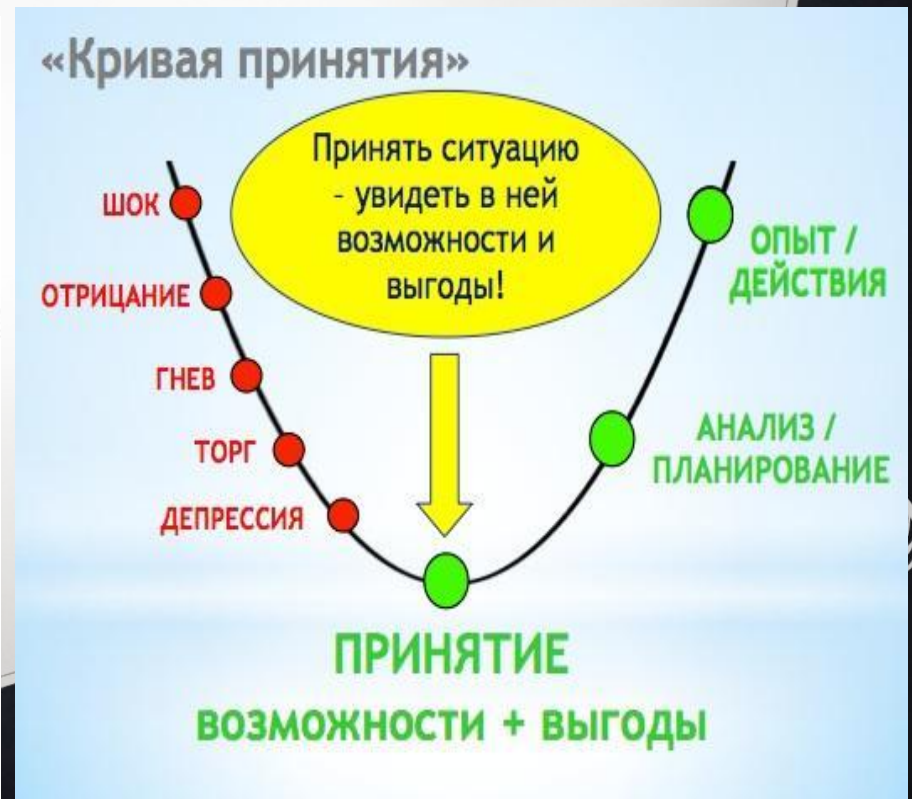 «Кривая принятия»
Принять ситуацию
- увидеть в ней
возможности и
выгоды!
ШОК
ОТРИЦАНИЕ
ГНЕВ
ТОРГ
ДЕПРЕССИЯ
ОПЫТ /
ДЕЙСТВИЯ
АНАЛИЗ /
ПЛАНИРОВАНИЕ
ПРИНЯТИЕ
ВОЗМОЖНОСТИ + ВЫГОДЫ